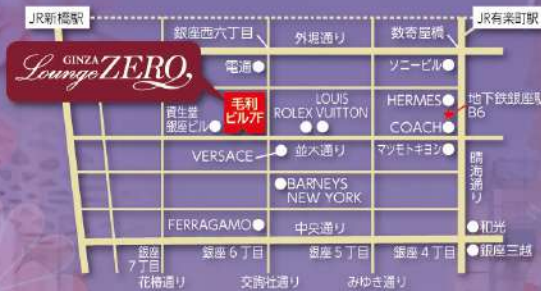 JR新橋駅
JR有楽町駅
銀座西六丁目
外堀通り
数寄屋橋
GINZA
Lounge ZERO
電通
ソニービル
毛利
ビル7F
資生堂
銀座ビル
ROLEX
LOUIS
VUITTON
HERMES
地下鉄銀座駅
B6
COACH
VERSACE
並木通り
マツモトキヨシ
晴海通り
BARNEYS
NEW YORK
FERRAGAMO
中央通り
和光
銀座三越
銀座
7丁目
銀座6丁目
銀座5丁目
銀座4丁目
花椿通り
交詢社通り
みゆき通り